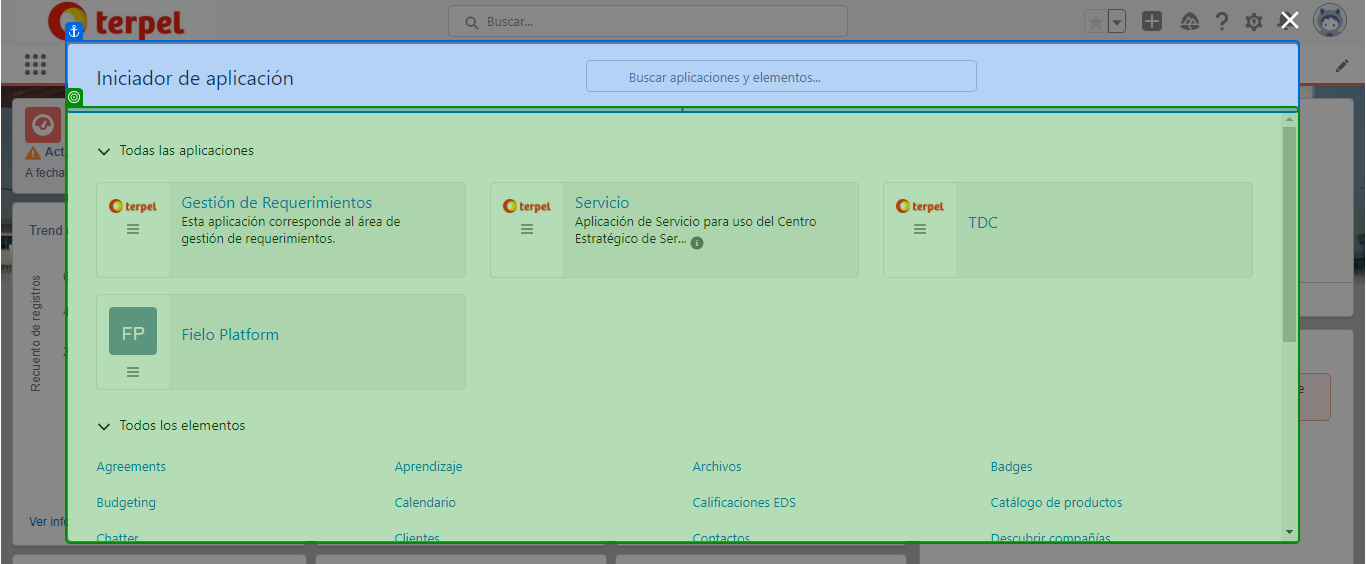 terpel
Buscar...
Iniciador de aplicación
Buscar aplicaciones y elementos...
Act
A fecha
Todas las aplicaciones
terpel
Gestión de Requerimientos
Esta aplicación corresponde al área de
gestión de requerimientos.
terpel
Servicio
Aplicación de Servicio para uso del Centro
Estratégico de Ser...
terpel
TDC
Trend
Recuento de registros
FP
Fielo Platform
Todos los elementos
Agreements
Aprendizaje
Archivos
Badges
Budgeting
Calendario
Calificaciones EDS
Catálogo de productos
Ver info
Chatter
Clientes
Contactos
Descubrir compañías